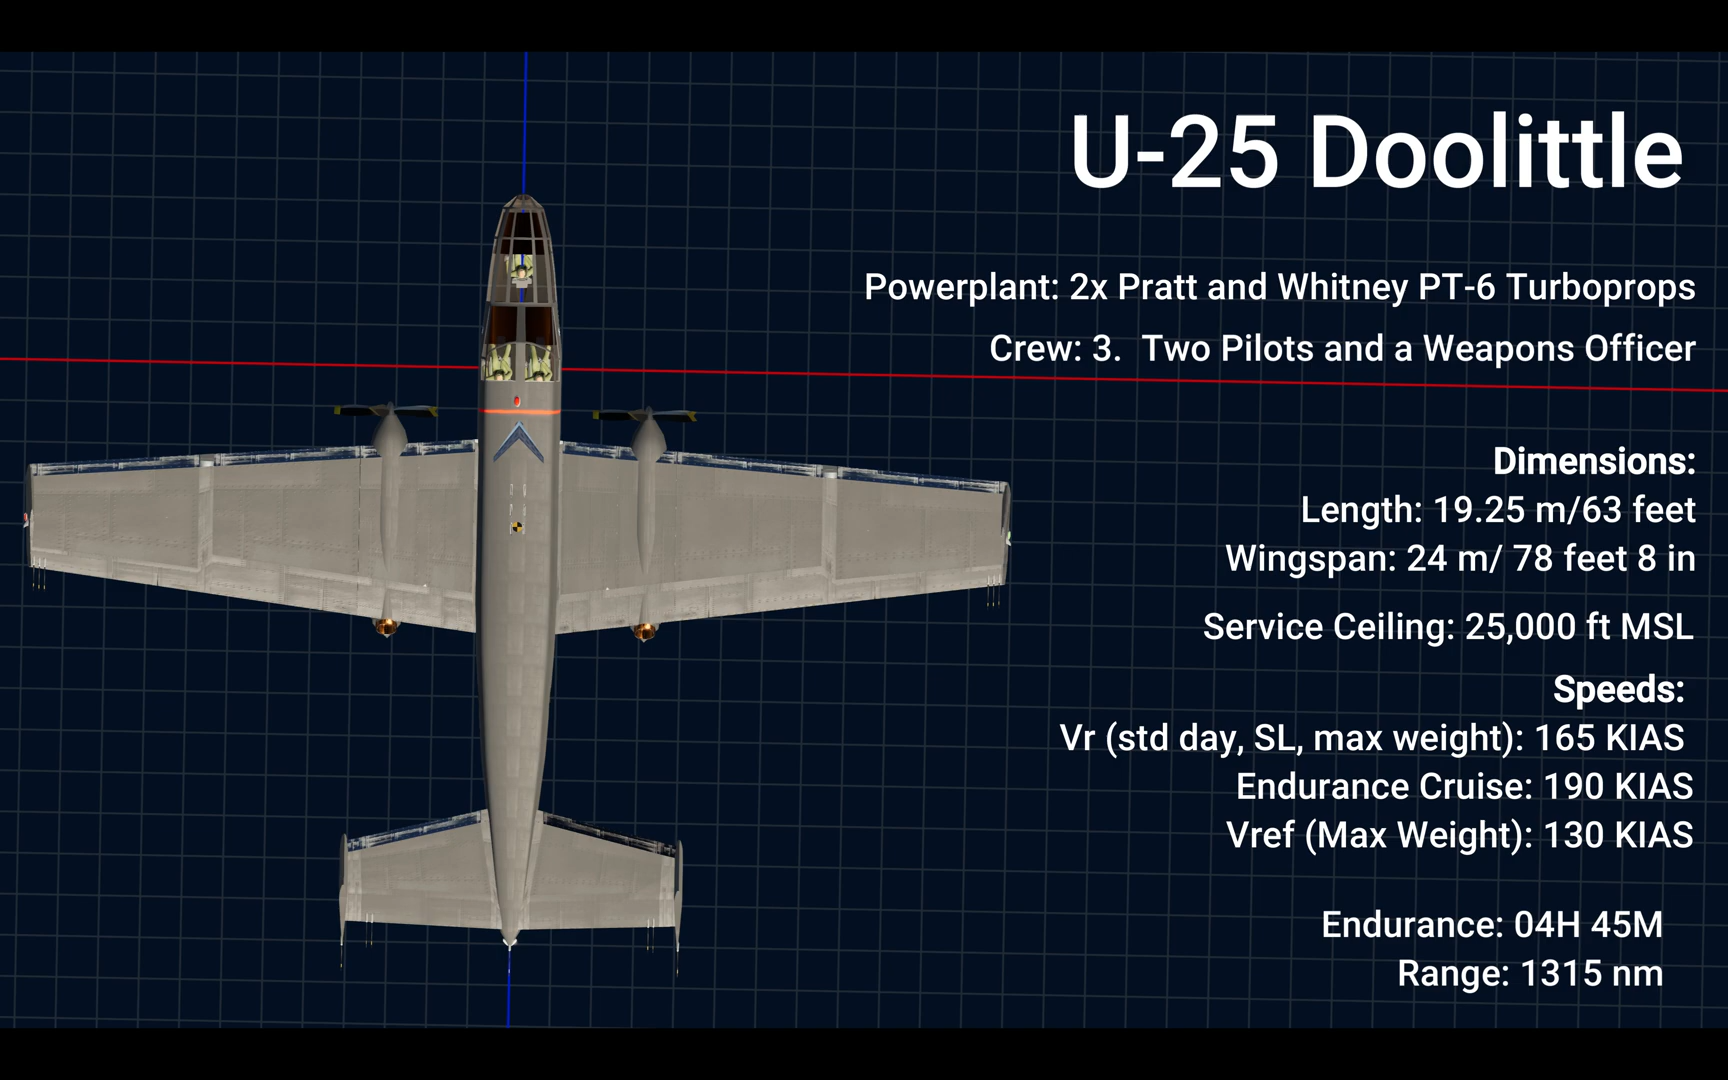 U-25 Doolittle
Powerplant: 2x Pratt and Whitney PT-6 Turboprops
Crew: 3.  Two Pilots and a Weapons Officer
Dimensions:
Length: 19.25 m/63 feet
Wingspan: 24 m/ 78 feet 8 in
Service Ceiling: 25,000 ft MSL
Speeds:
Vr (std day, SL, max weight): 165 KIAS
Endurance Cruise: 190 KIAS
Vref (Max Weight): 130 KIAS
Endurance: 04H 45M
Range: 1315 nm